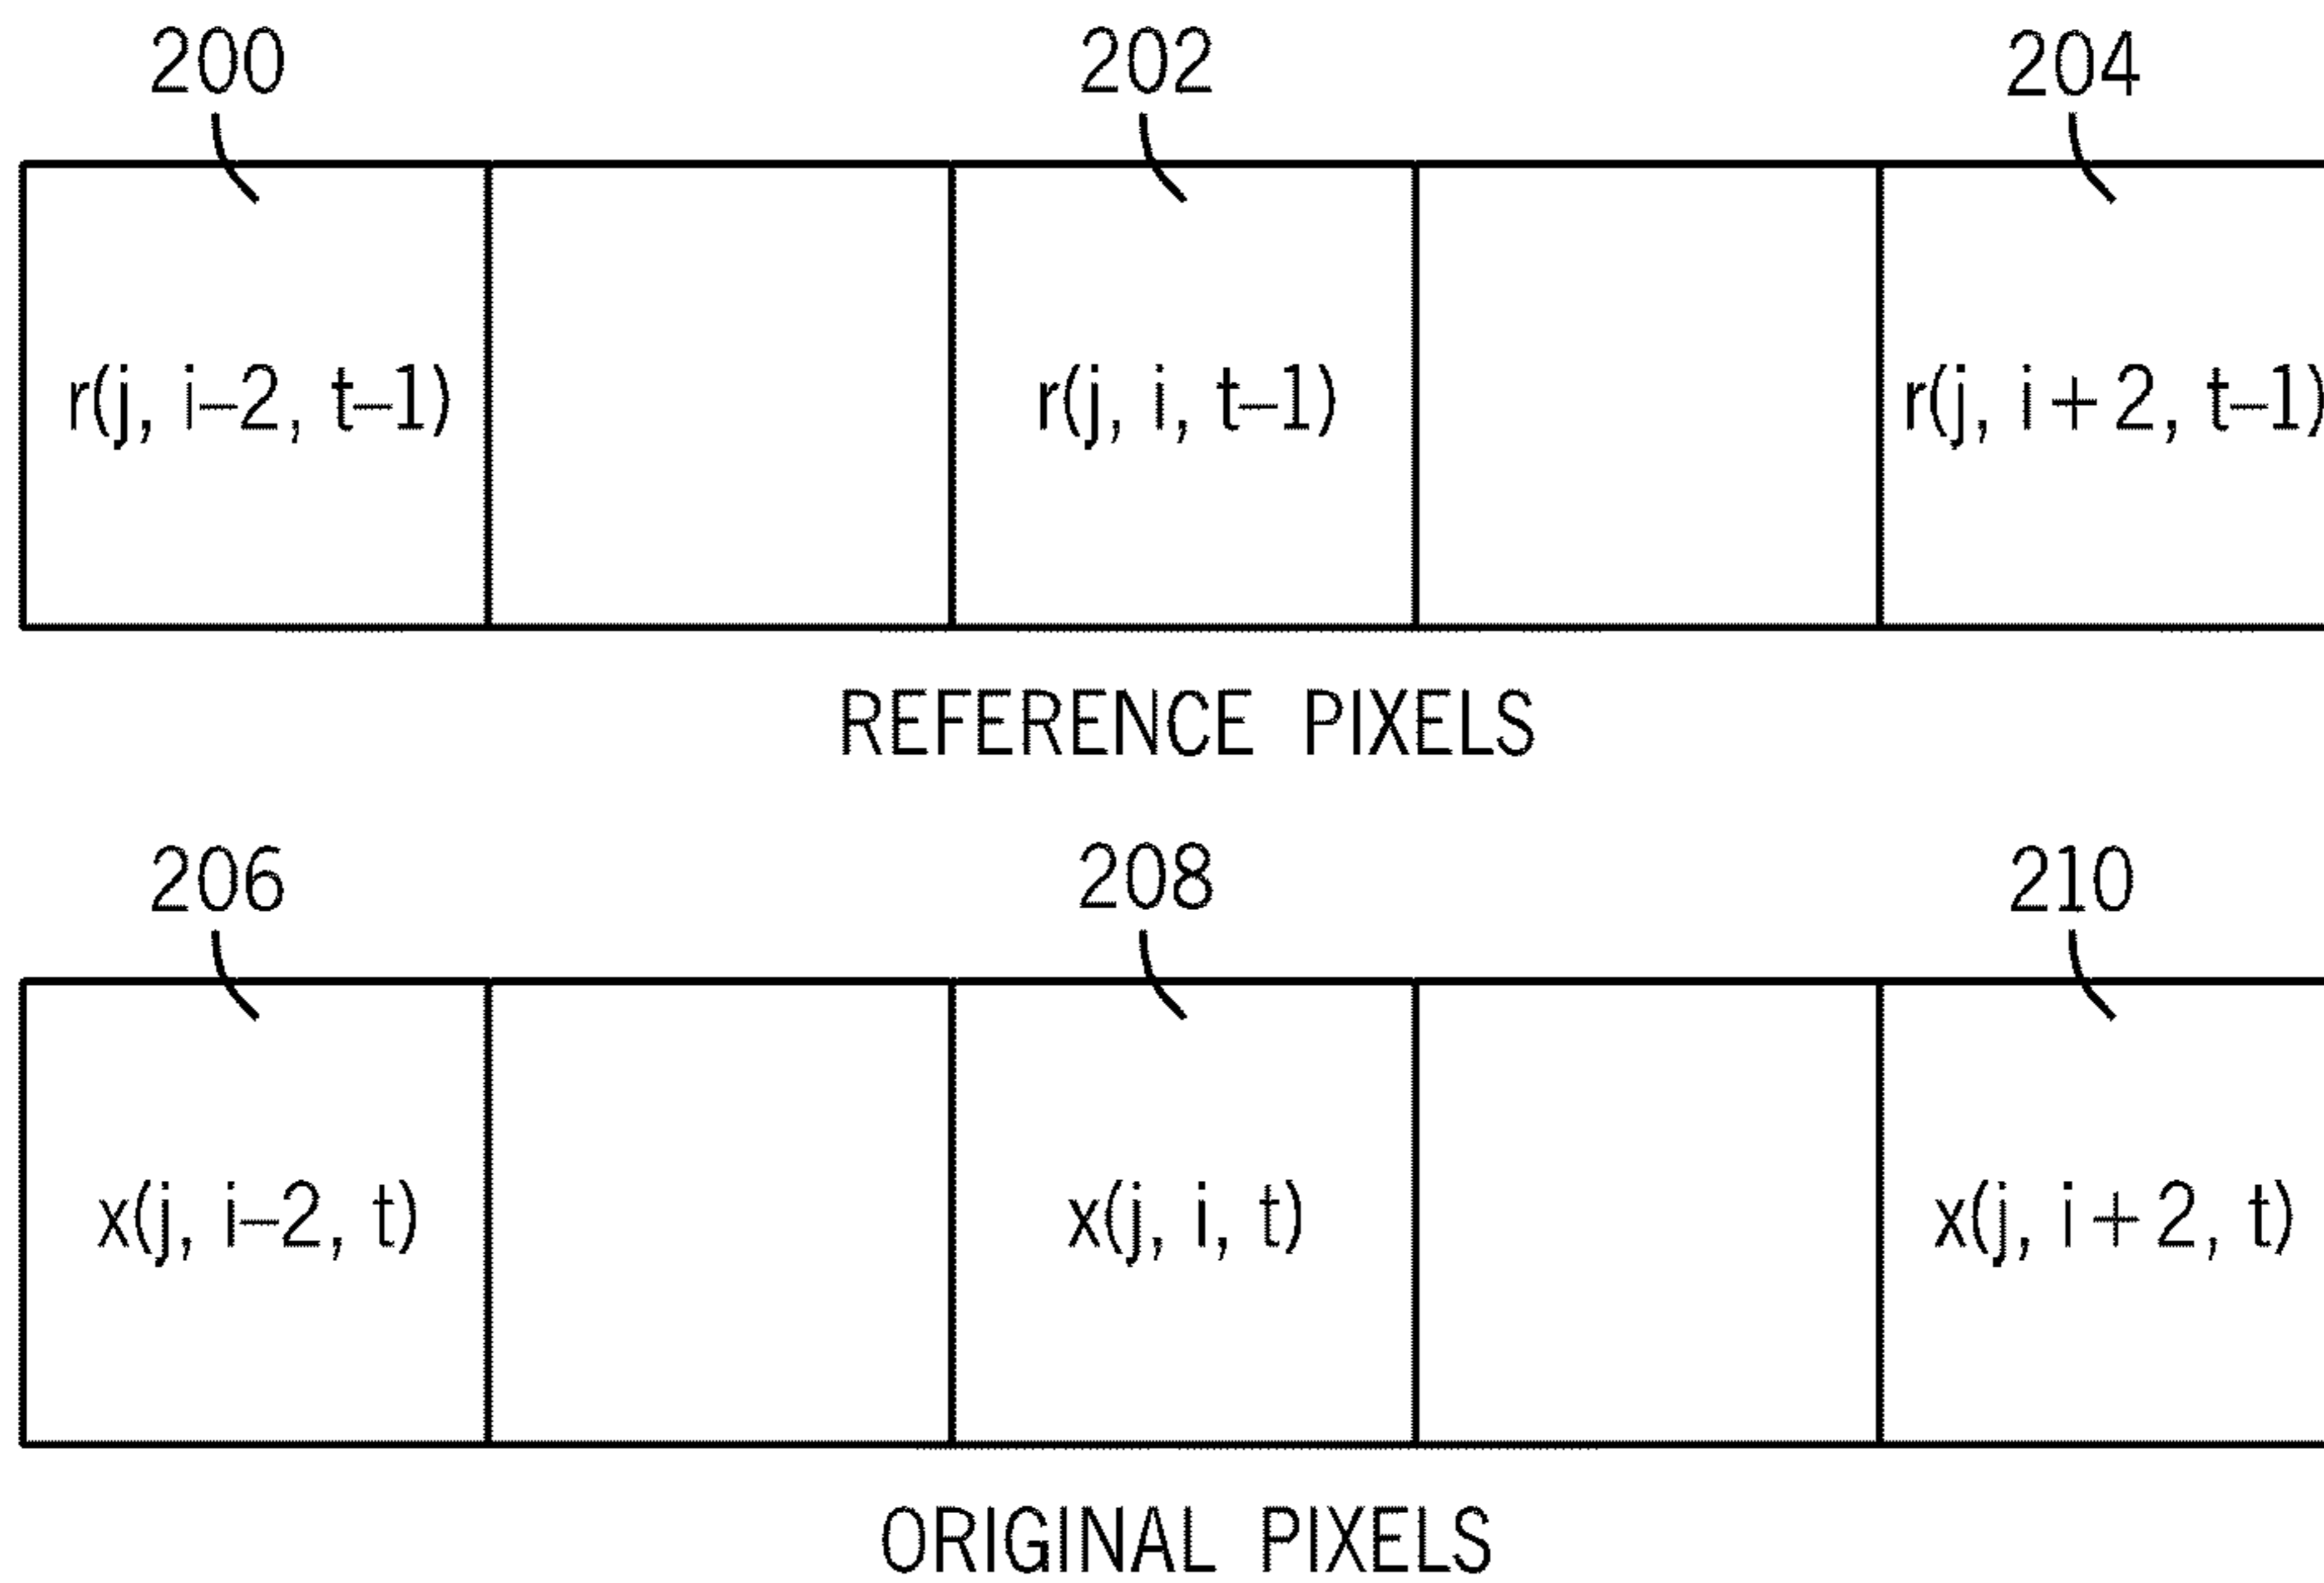 200 202 204
r(j, i–2, t–1) r(j, i, t–1) r(j, i+2, t–1)
REFERENCE PIXELS
206 208 210
x(j, i–2, t) x(j, i, t) x(j, i+2, t)
ORIGINAL PIXELS